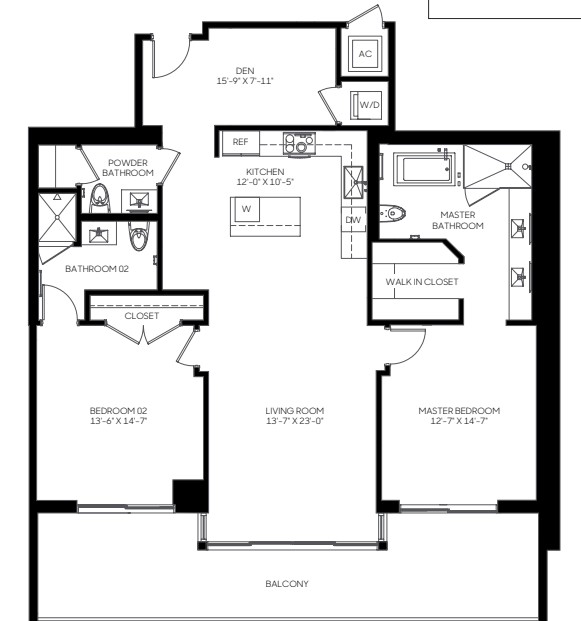 AC
DEN
15'-9" X 7'-11"
W/D
REF
POWDER
BATHROOM
KITCHEN
12'-0" X 10'-5"
W
D/W
MASTER
BATHROOM
BATHROOM 02
WALK IN CLOSET
CLOSET
BEDROOM 02
13'-6" X 14'-7"
LIVING ROOM
13'-7" X 23'-0"
MASTER BEDROOM
12'-7" X 14'-7"
BALCONY